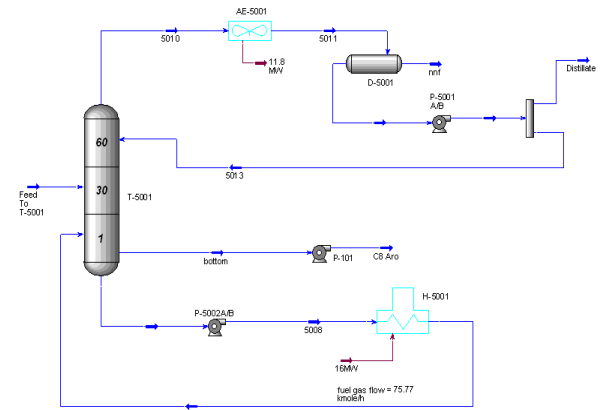 AE-5001
5010
5011
11.8
MW
D-5001
nnf
Distillate
P-5001
A/B
60
5013
30
T-5001
Feed
To
T-5001
1
bottom
P-101
C8 Aro
P-5002A/B
5008
H-5001
16MW
fuel gas flow = 75.77
kmole/h